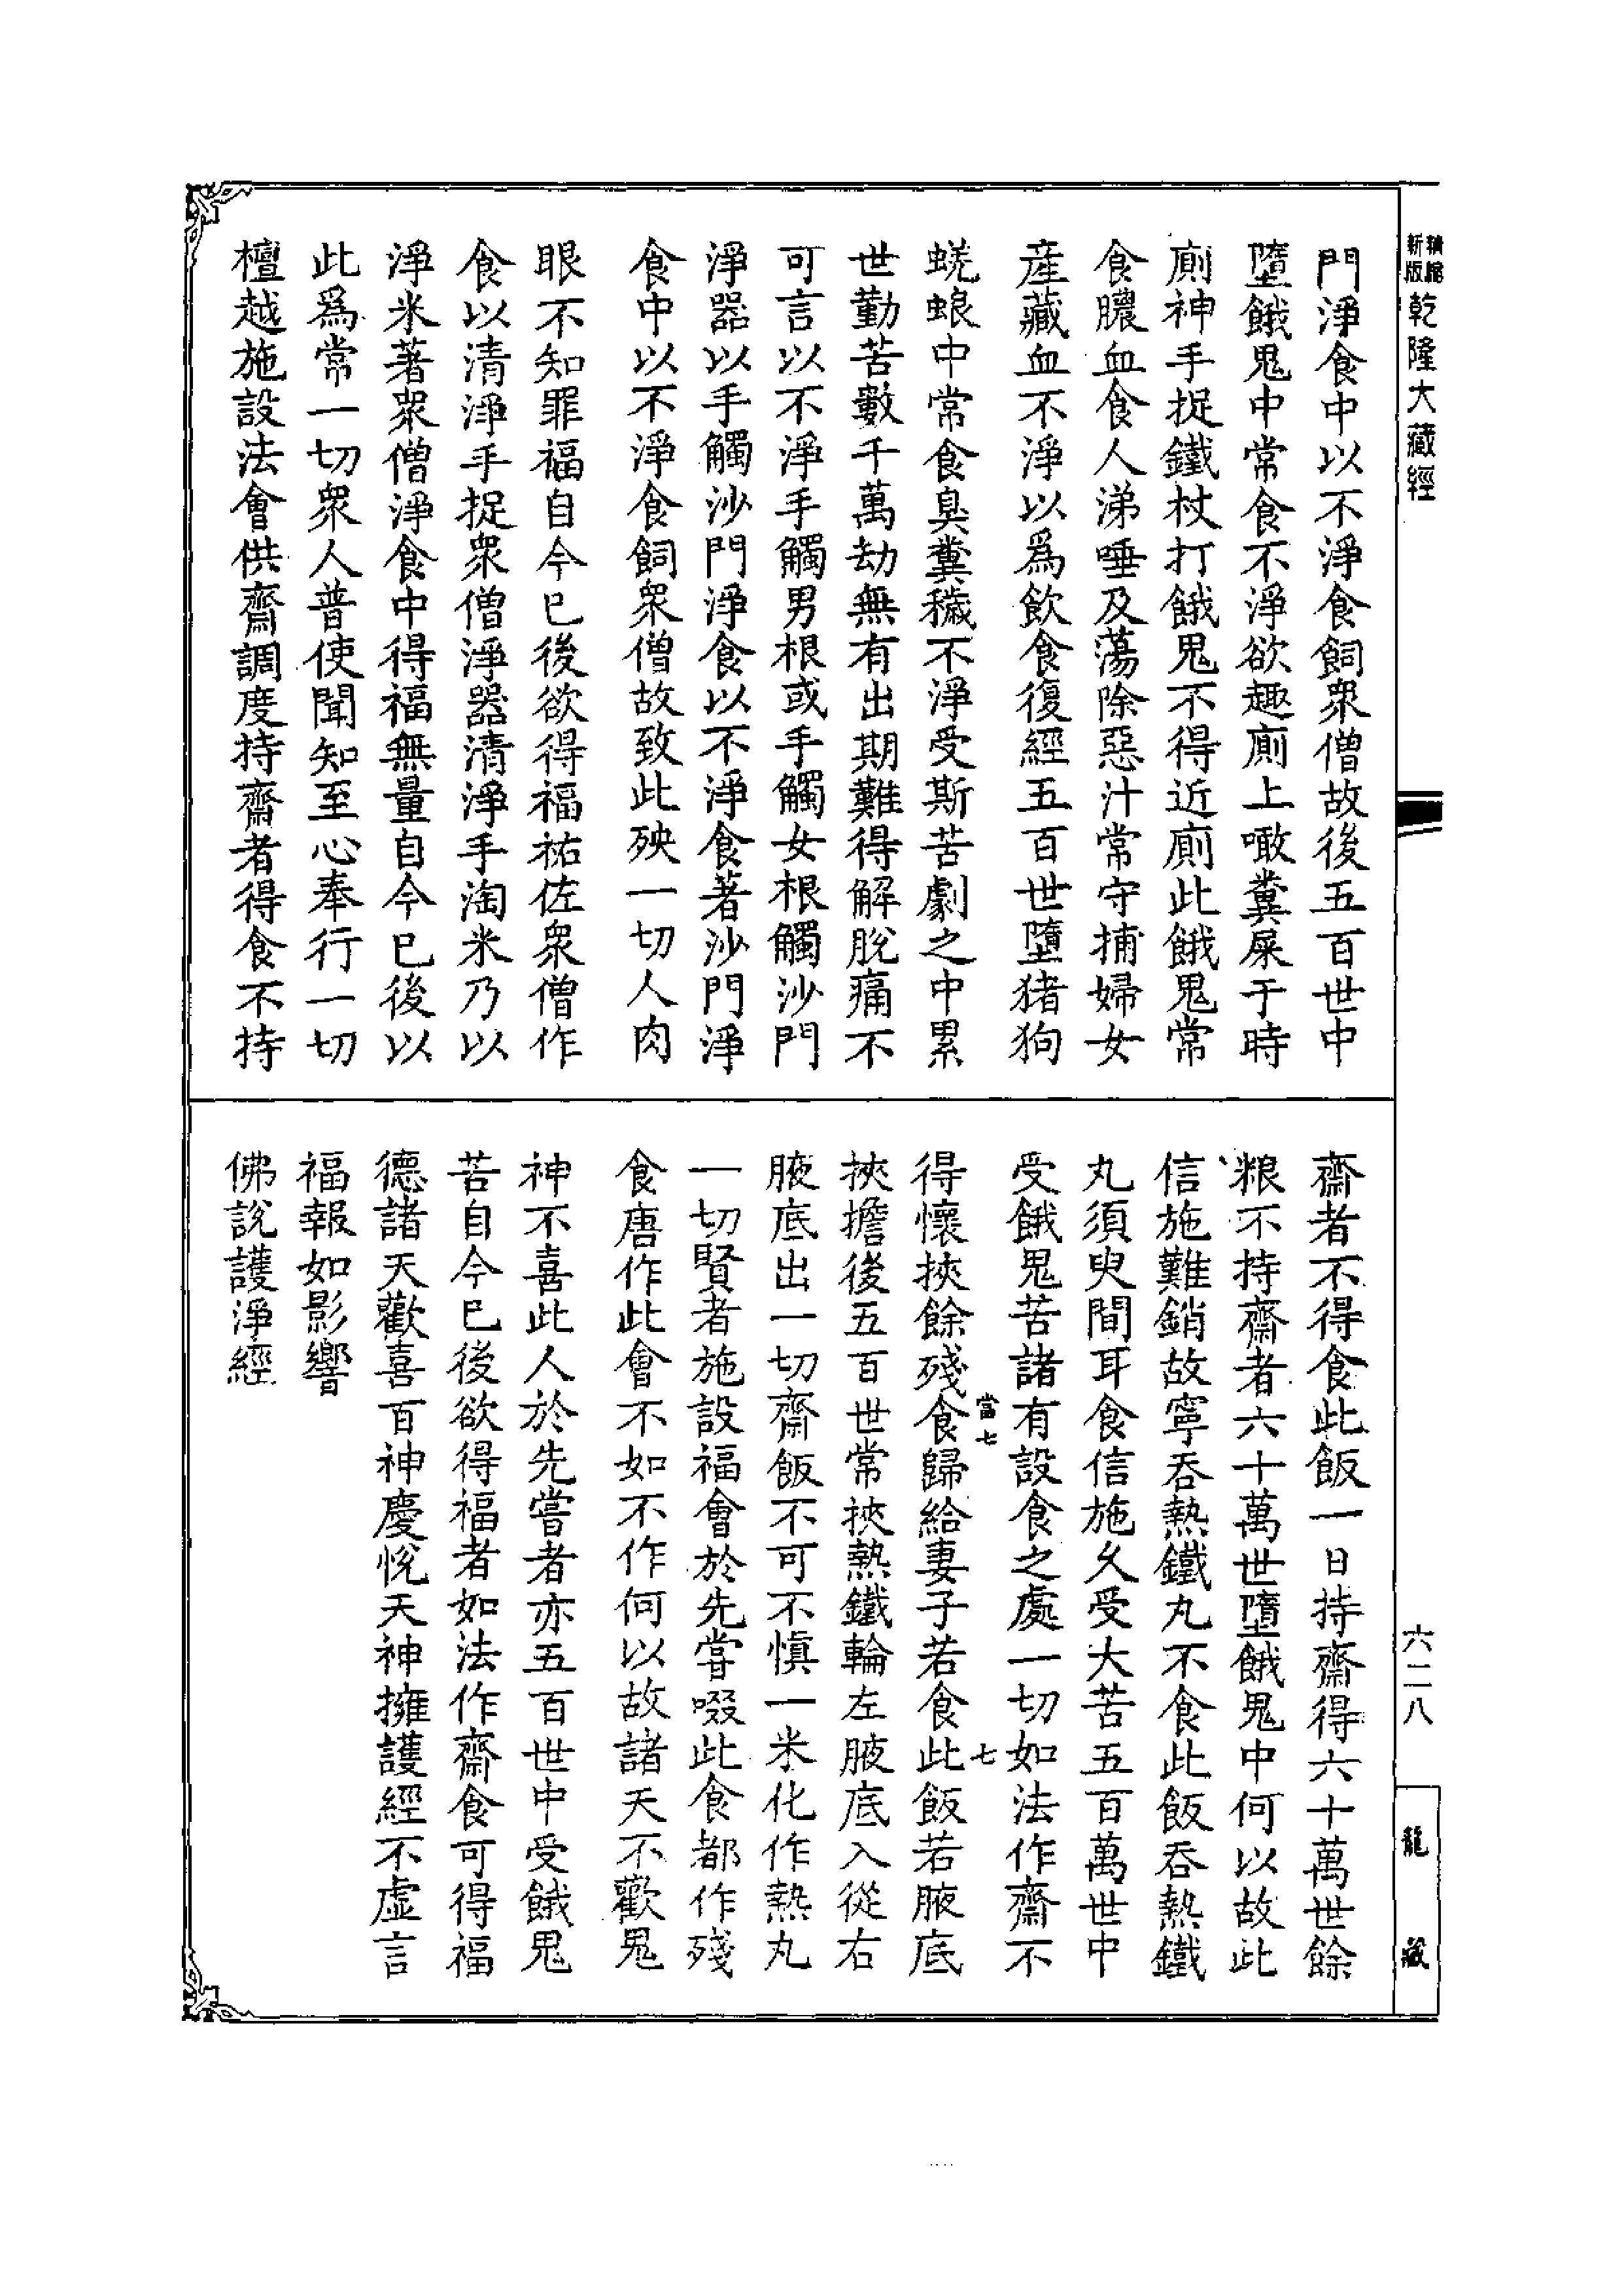 新版
乾隆大藏經
門淨食中以不淨食飼衆僧故後五百世中
墮餓鬼中常食不淨欲趣廁上噉糞屎于時
廁神手捉鐵杖打餓鬼不得近廁此餓鬼常
食膿血食人涕唾及蕩除惡汁常守捕婦女
産藏血不淨以爲飲食復經五百世墮猪狗
蜣蜋中常食臭糞穢不淨受斯苦劇之中累
世勤苦數千萬劫無有出期難得解脫痛不
可言以不淨手觸男根或手觸女根觸沙門
淨器以手觸沙門淨食以不淨食著沙門淨
食中以不淨食飼衆僧故致此殃一切人肉
眼不知罪福自今已後欲得福祐佐衆僧作
食以清淨手捉衆僧淨器清淨手淘米乃以
淨米著衆僧淨食中得福無量自今已後以
此爲常一切衆人普使聞知至心奉行一切
檀越施設法會供齋調度持齋者得食不持
齋者不得食此飯一日持齋得六十萬世餘
粮不持齋者六十萬世墮餓鬼中何以故此
信施難銷故寧吞熱鐵丸不食此飯吞熱鐵
丸須臾間耳食信施久受大苦五百萬世中
受餓鬼苦諸有設食之處一切如法作齋不
當七
七
得懷挾餘殘食歸給妻子若食此飯若腋底
挾擔後五百世常挾熱鐵輪左腋底入從右
腋底出一切齋飯不可不愼一米化作熱丸
一切賢者施設福會於先嘗啜此食都作殘
食唐作此會不如不作何以故諸天不歡鬼
神不喜此人於先嘗者亦五百世中受餓鬼
苦自今已後欲得福者如法作齋食可得福
德諸天歡喜百神慶悅天神擁護經不虛言
福報如影響
佛說護淨經
六二八
龍藏